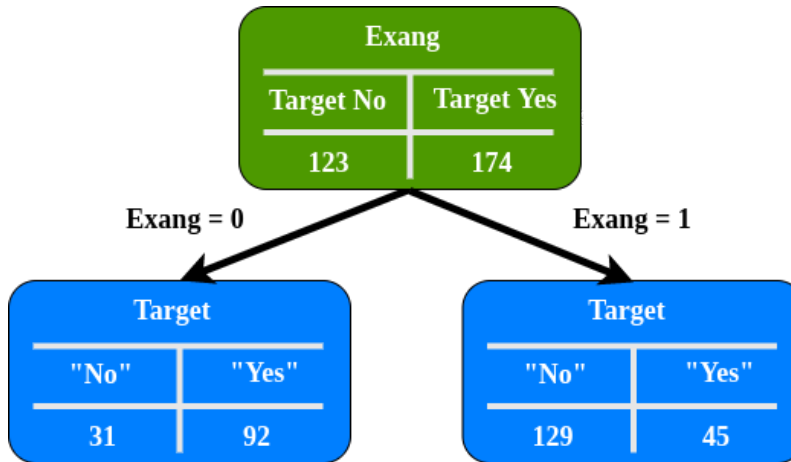 Exang
Target No Target Yes
123 174
Exang = 0 Exang = 1
Target Target
"No" "Yes" "No" "Yes"
31 92 129 45